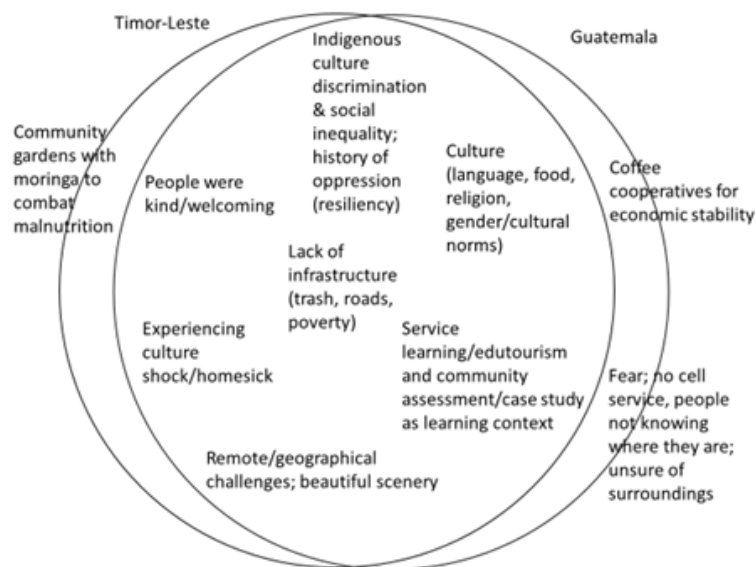 Timor-Leste
Guatemala
Indigenous
culture
discrimination
& social
inequality;
history of
oppression
(resiliency)
Community
gardens with
moringa to
combat
malnutrition
People were
kind/welcoming
Culture
(language, food,
religion,
gender/cultural
norms)
Coffee
cooperatives for
economic stability
Lack of
infrastructure
(trash, roads,
poverty)
Experiencing
culture
shock/homesick
Service
learning/edutourism
and community
assessment/case study
as learning context
Fear; no cell
service, people
not knowing
where they are;
unsure of
surroundings
Remote/geographical
challenges; beautiful scenery